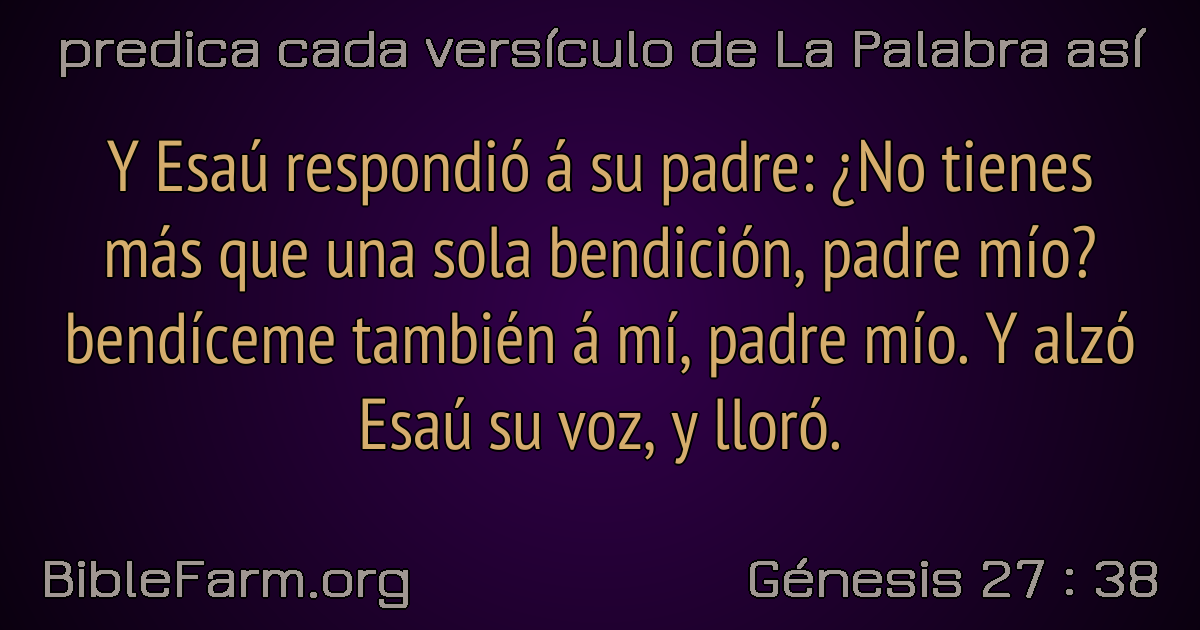 predica cada versículo de La Palabra así
Y Esaú respondió á su padre: ¿No tienes
más que una sola bendición, padre mío?
bendíceme también á mí, padre mío. Y alzó
Esaú su voz, y lloró.
BibleFarm.org
Génesis 27 : 38